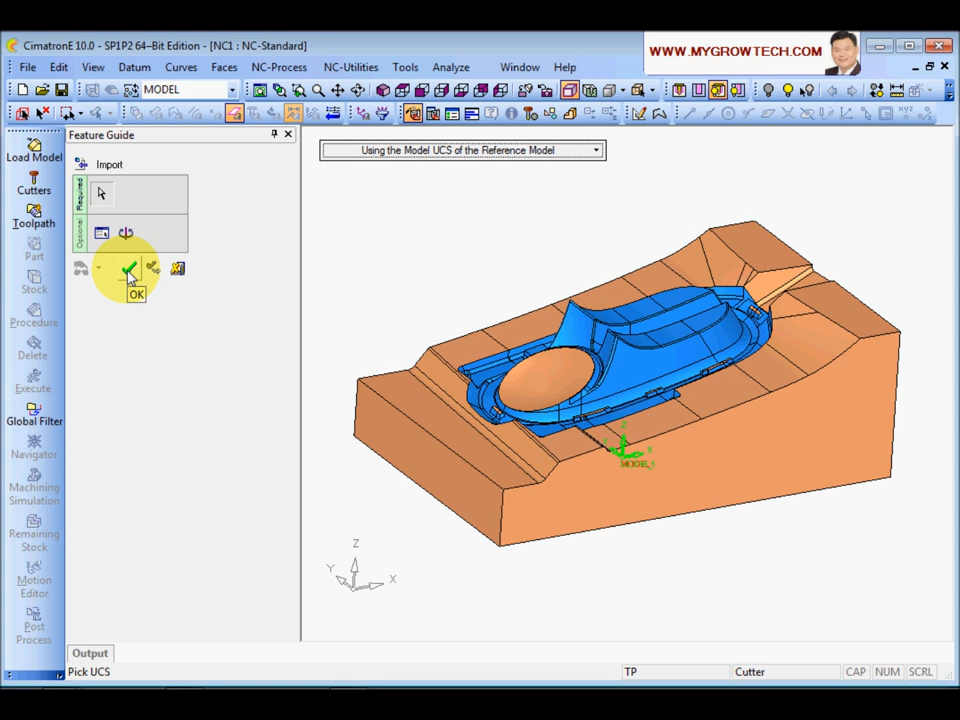 CimatronE 10.0 - SP1P2 64–Bit Edition - [NC1 : NC-Standard]
WWW.MYGROWTECH.COM
File Edit View Datum Curves Faces NC-Process NC-Utilities Tools Analyze Window Help
MODEL
Feature Guide
Load Model
Cutters
Toolpath
Part
Stock
Procedure
Delete
Execute
Global Filter
Navigator
Machining
Simulation
Remaining
Stock
Motion
Editor
Post
Process
Import
Required
Optional
OK
Using the Model UCS of the Reference Model
Z
X
Z
Y
X
Output
Pick UCS
TP
Cutter
CAP NUM SCRL